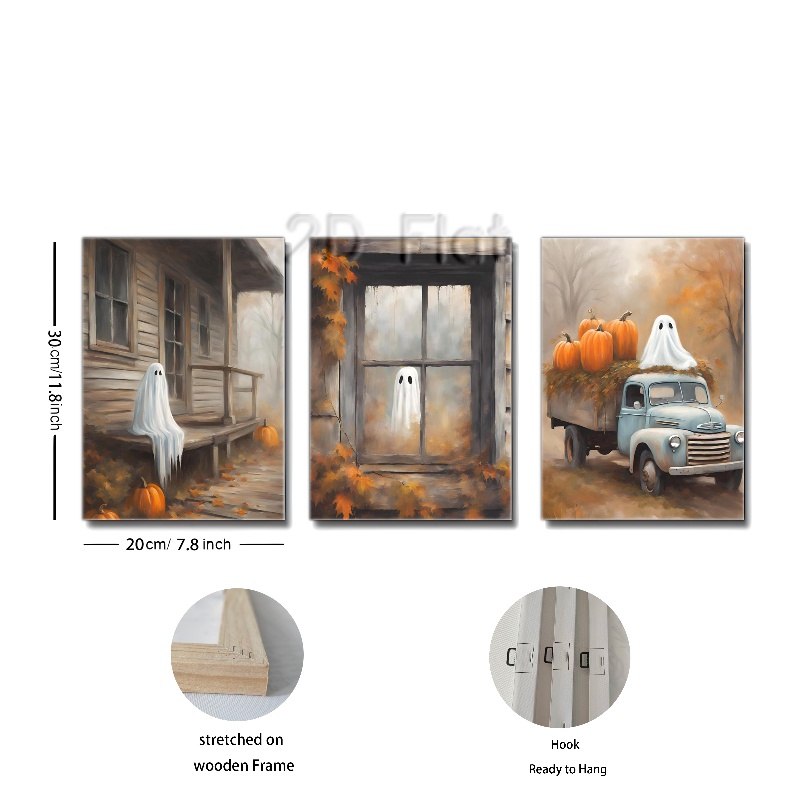 2D Flat
30cm/11.8inch
20cm/ 7.8 inch
stretched on
wooden Frame
Hook
Ready to Hang